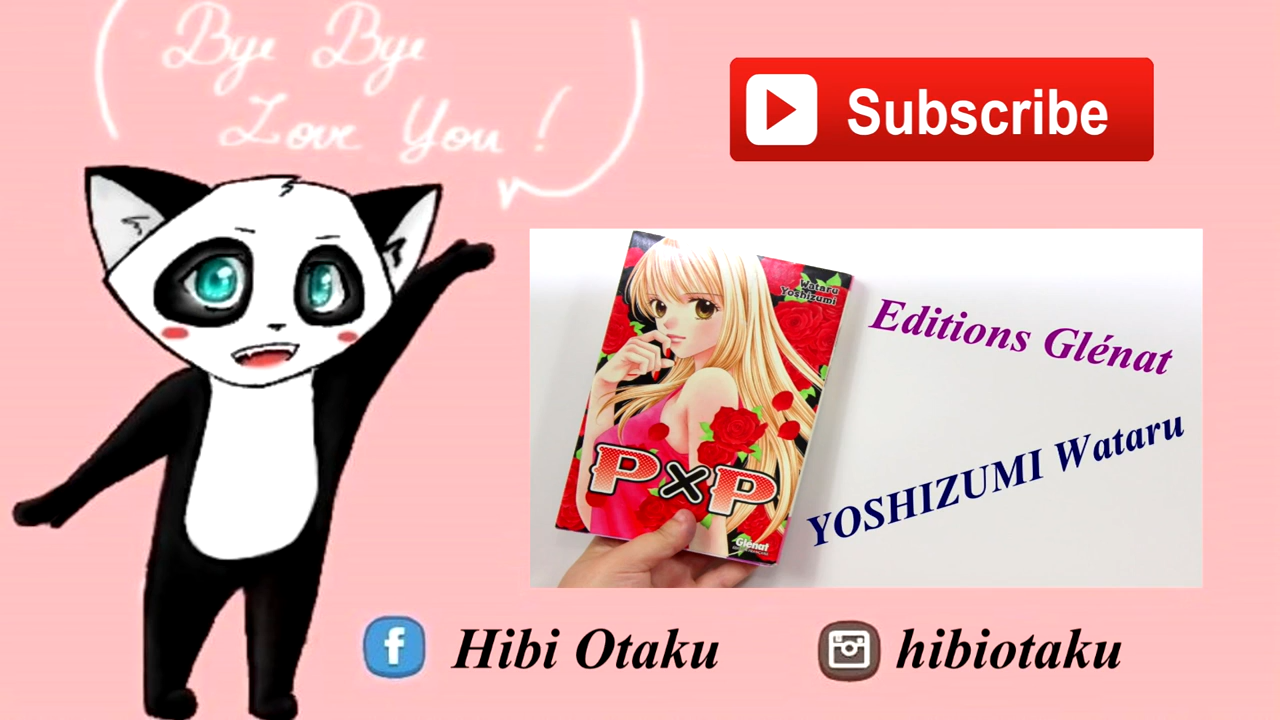 Bye Bye
Love You !
Subscribe
Wataru
Yoshizumi
Editions Glénat
YOSHIZUMI Wataru
P×P
Glénat
Hibi Otaku
hibiotaku